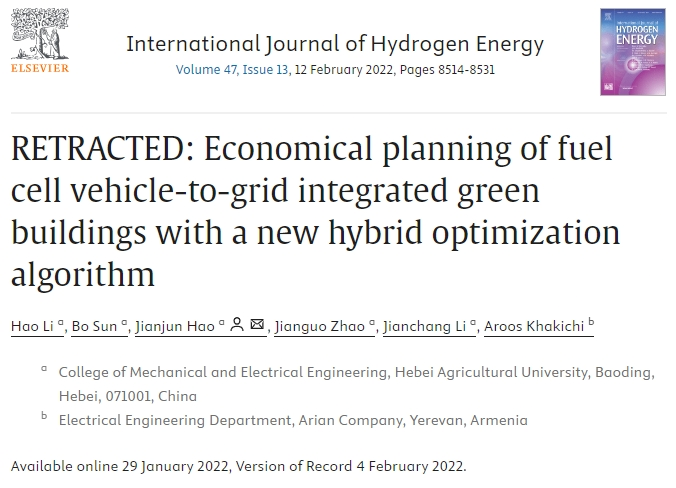 ELSEVIER
International Journal of Hydrogen Energy
Volume 47, Issue 13, 12 February 2022, Pages 8514-8531
International Journal of
HYDROGEN
ENERGY
RETRACTED: Economical planning of fuel
cell vehicle-to-grid integrated green
buildings with a new hybrid optimization
algorithm
Hao Li a, Bo Sun a, Jianjun Hao a, Jianguo Zhao a, Jianchang Li a, Aroos Khakichi b
a College of Mechanical and Electrical Engineering, Hebei Agricultural University, Baoding,
Hebei, 071001, China
b Electrical Engineering Department, Arian Company, Yerevan, Armenia
Available online 29 January 2022, Version of Record 4 February 2022.